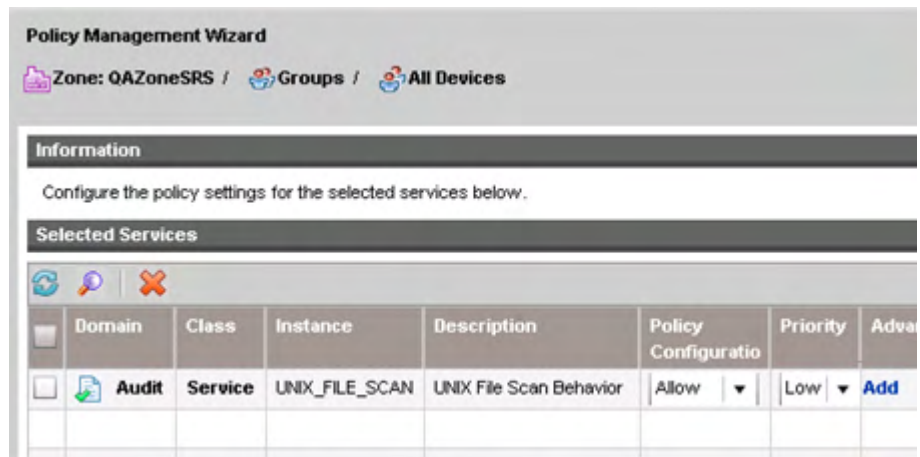 Policy Management Wizard
Zone: QAZoneSRS / Groups / All Devices
Information
Configure the policy settings for the selected services below.
Selected Services
Domain Class Instance Description Policy Configuratio Priority Advar
Audit Service UNIX_FILE_SCAN UNIX File Scan Behavior Allow Low Add